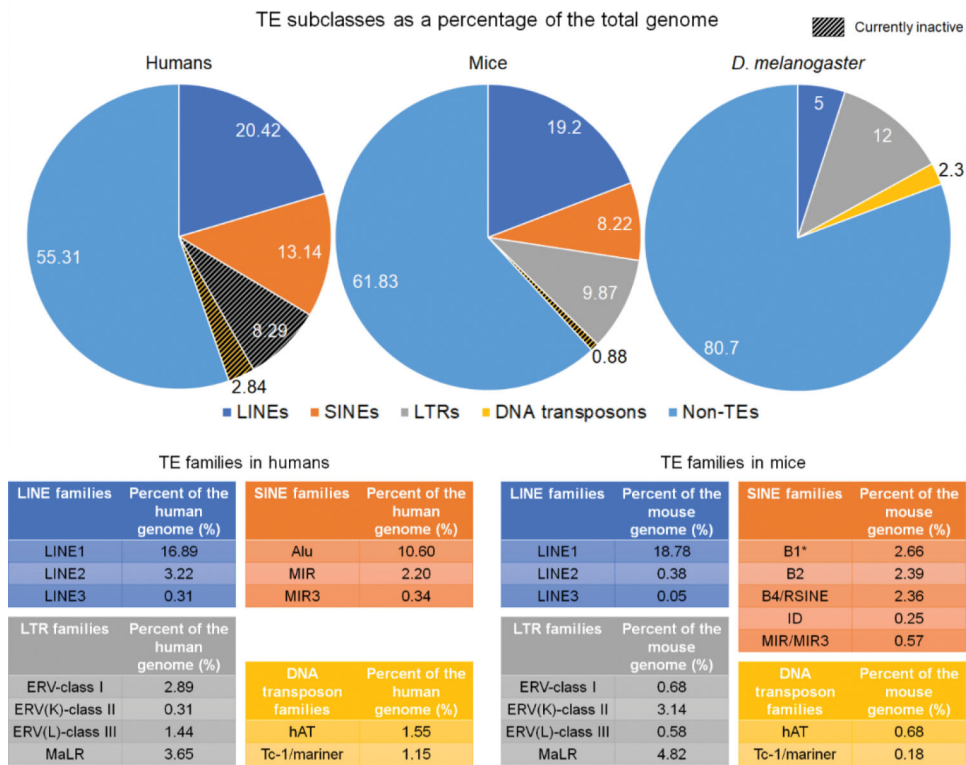 TE subclasses as a percentage of the total genome
Currently inactive
Humans
Mice
D. melanogaster
20.42
13.14
8.29
2.84
55.31
19.2
8.22
9.87
0.88
61.83
5
12
2.3
80.7
LINEs SINEs LTRs DNA transposons Non-TEs
TE families in humans
LINE families Percent of the human genome (%)
LINE1 16.89
LINE2 3.22
LINE3 0.31
SINE families Percent of the human genome (%)
Alu 10.60
MIR 2.20
MIR3 0.34
LTR families Percent of the human genome (%)
ERV-class I 2.89
ERV(K)-class II 0.31
ERV(L)-class III 1.44
MaLR 3.65
DNA transposon families Percent of the human genome (%)
hAT 1.55
Tc-1/mariner 1.15
TE families in mice
LINE families Percent of the mouse genome (%)
LINE1 18.78
LINE2 0.38
LINE3 0.05
SINE families Percent of the mouse genome (%)
B1* 2.66
B2 2.39
B4/RSINE 2.36
ID 0.25
MIR/MIR3 0.57
LTR families Percent of the mouse genome (%)
ERV-class I 0.68
ERV(K)-class II 3.14
ERV(L)-class III 0.58
MaLR 4.82
DNA transposon families Percent of the mouse genome (%)
hAT 0.68
Tc-1/mariner 0.18